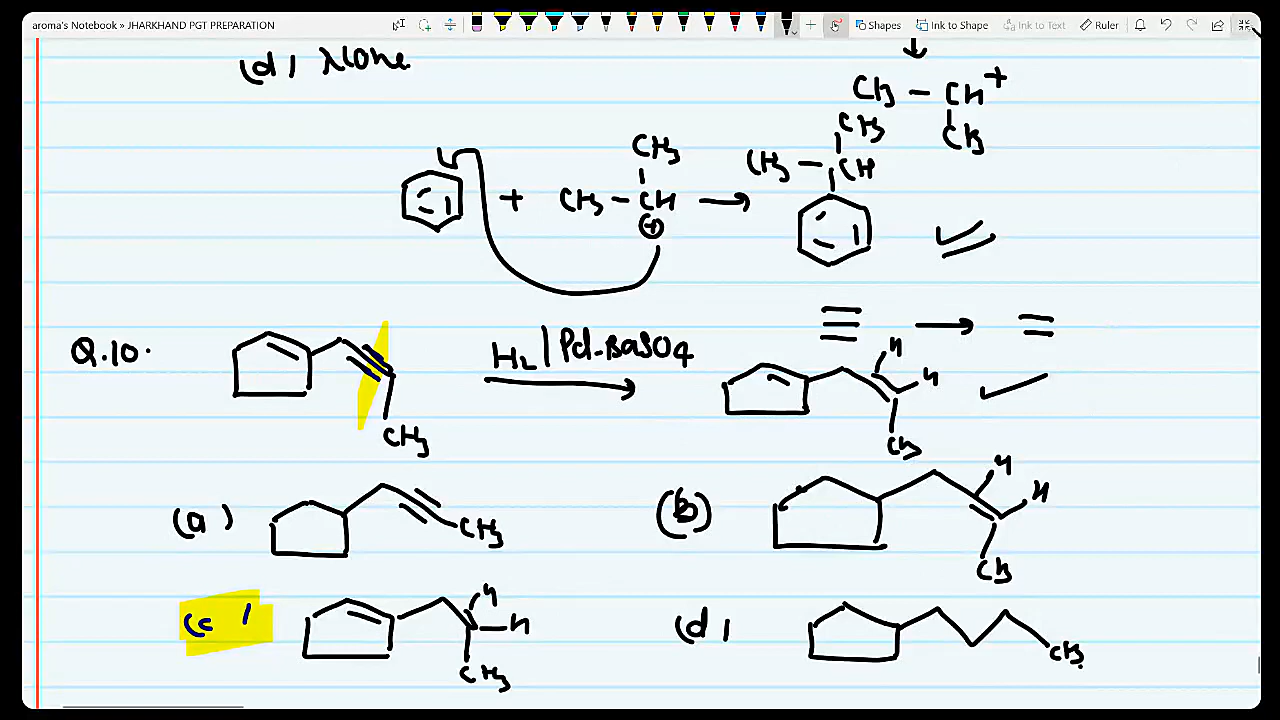 aroma's Notebook » JHARKHAND PGT PREPARATION
Shapes Ink to Shape Ink to Text Ruler
(d) None
CH3 - CH+
CH3
CH3
CH3 - CH
CH3
+ CH3 - CH →
+
Q.10.
H2 | Pd-BaSO4
≡ → =
H
H
CH3
CH3
(a)
CH3
(b)
H
H
CH3
(c)
H
H
CH3
(d)
CH3